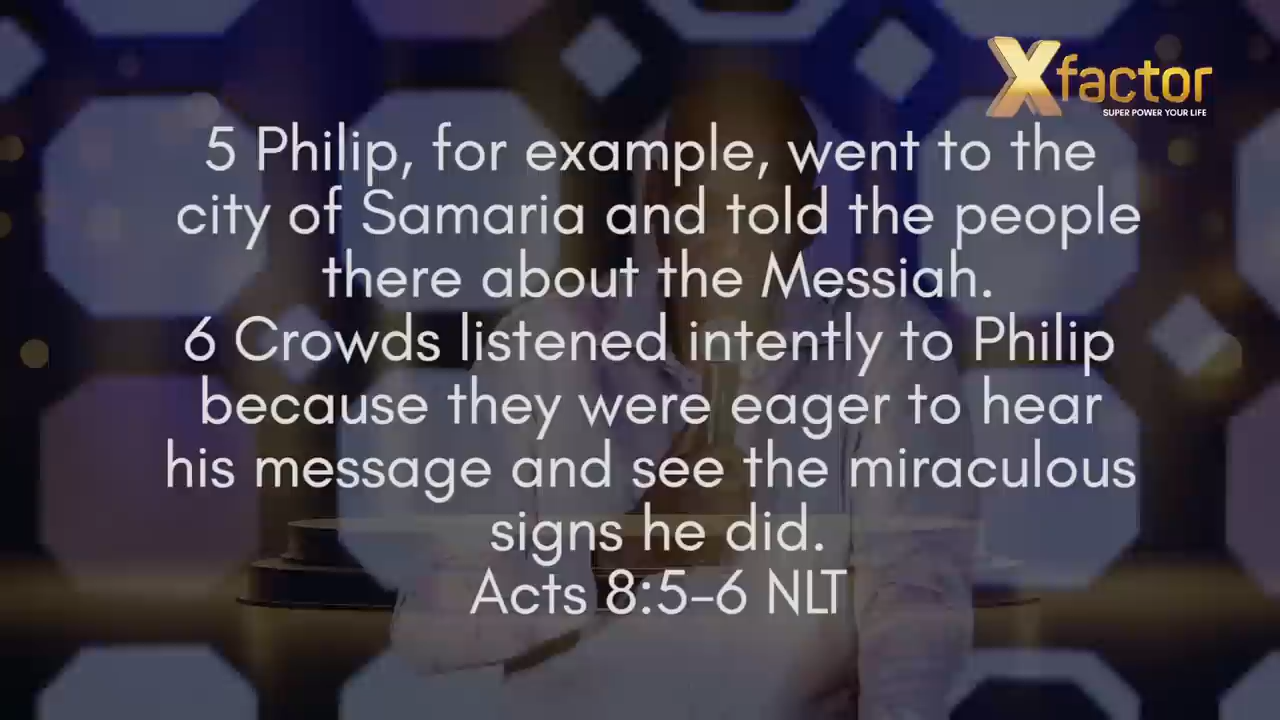 Xfactor
SUPER POWER YOUR LIFE
5 Philip, for example, went to the
city of Samaria and told the people
there about the Messiah.
6 Crowds listened intently to Philip
because they were eager to hear
his message and see the miraculous
signs he did.
Acts 8:5-6 NLT